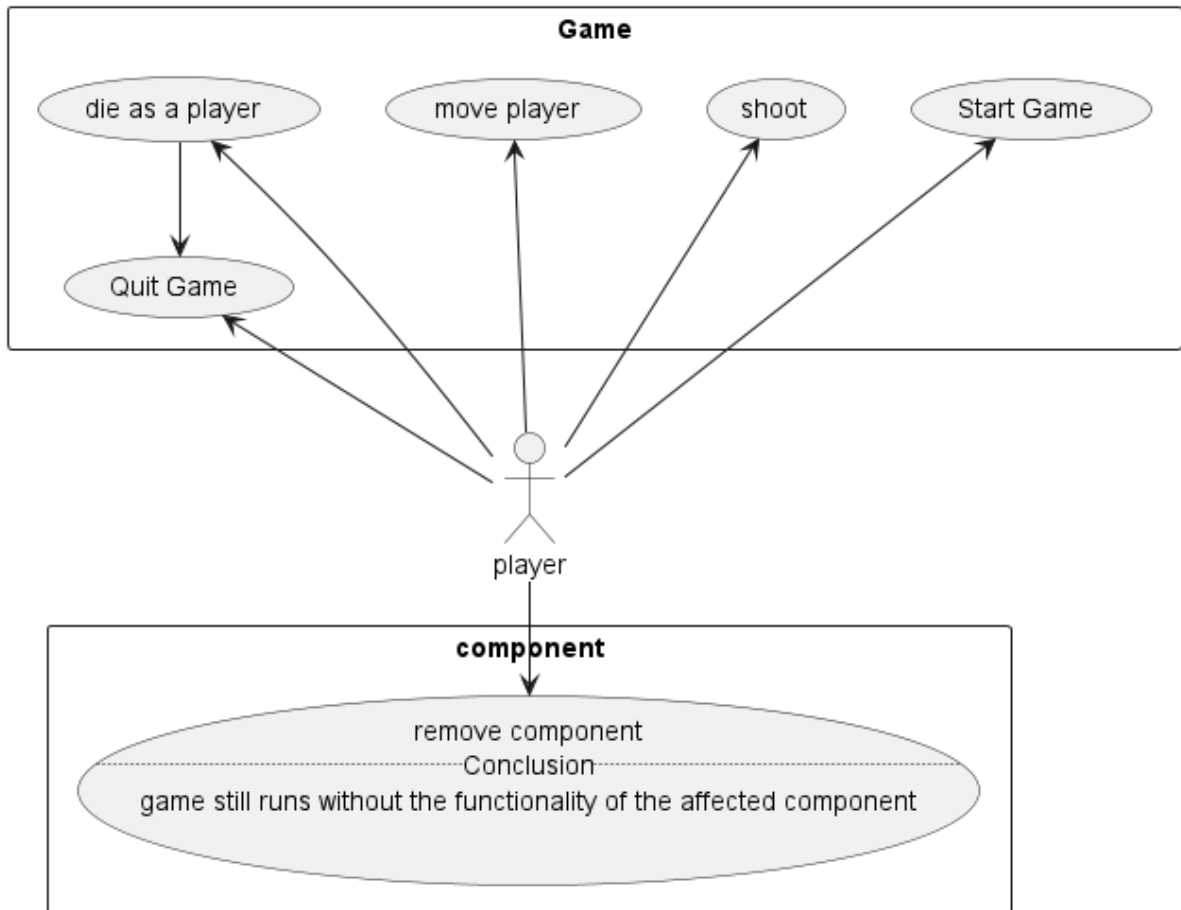 Game
die as a player
move player
shoot
Start Game
Quit Game
player
component
remove component
Conclusion
game still runs without the functionality of the affected component